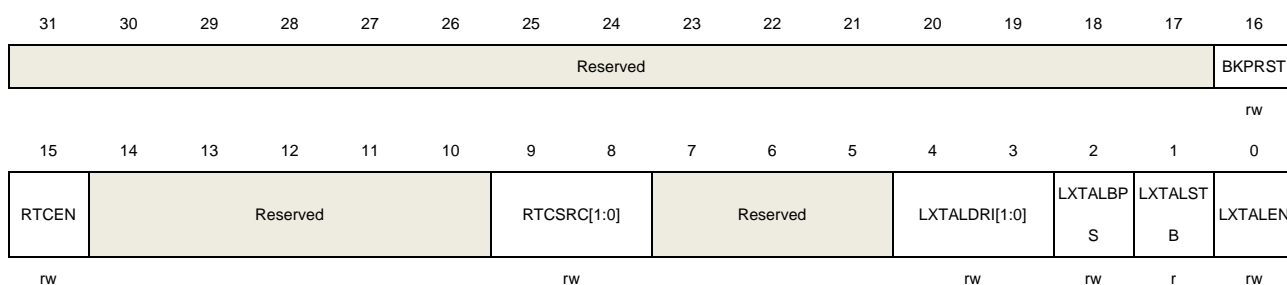 31 30 29 28 27 26 25 24 23 22 21 20 19 18 17 16
Reserved BKPRST
rw
15 14 13 12 11 10 9 8 7 6 5 4 3 2 1 0
RTCEN Reserved RTCSRC[1:0] Reserved LXTALDRI[1:0] LXTALBP LXTALST LXTALEN
S B
rw rw rw rw r rw